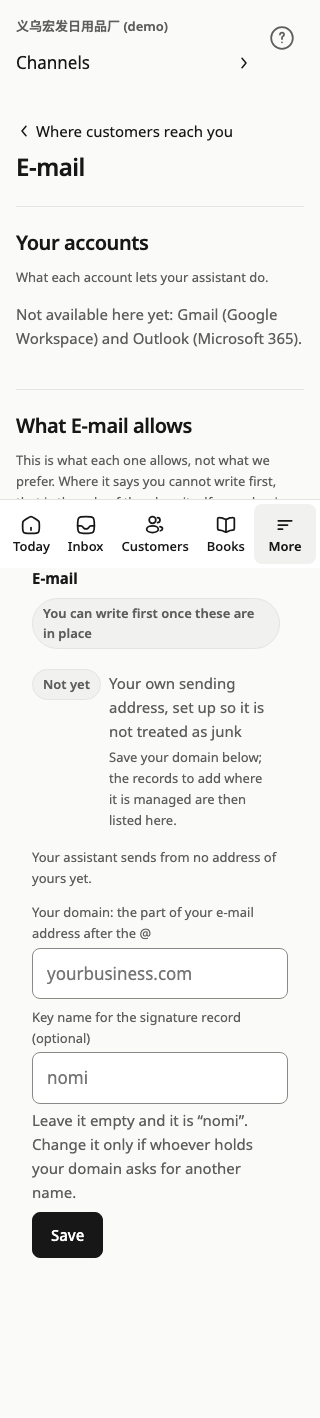 义乌宏发日用品厂 (demo)
Channels
Where customers reach you
E-mail
Your accounts
What each account lets your assistant do.
Not available here yet: Gmail (Google
Workspace) and Outlook (Microsoft 365).
What E-mail allows
This is what each one allows, not what we
prefer. Where it says you cannot write first,
Today
Inbox
Customers
Books
More
E-mail
You can write first once these are
in place
Not yet
Your own sending
address, set up so it is
not treated as junk
Save your domain below;
the records to add where
it is managed are then
listed here.
Your assistant sends from no address of
yours yet.
Your domain: the part of your e-mail
address after the @
yourbusiness.com
Key name for the signature record
(optional)
nomi
Leave it empty and it is “nomi”.
Change it only if whoever holds
your domain asks for another
name.
Save